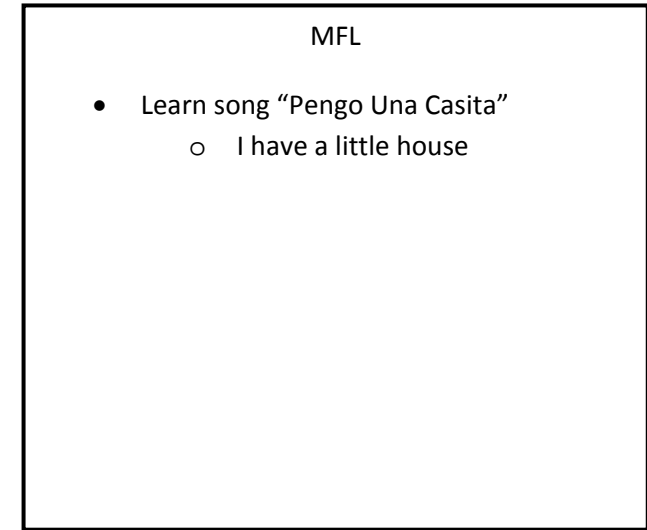 MFL
• Learn song “Pengo Una Casita”
o I have a little house